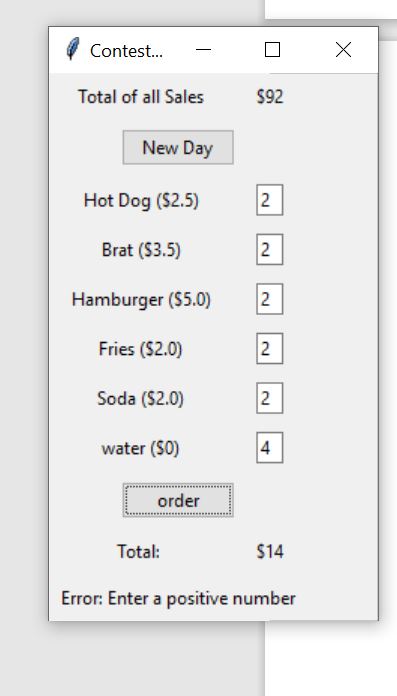 Contest...
Total of all Sales $92
New Day
Hot Dog ($2.5) 2
Brat ($3.5) 2
Hamburger ($5.0) 2
Fries ($2.0) 2
Soda ($2.0) 2
water ($0) 4
order
Total: $14
Error: Enter a positive number